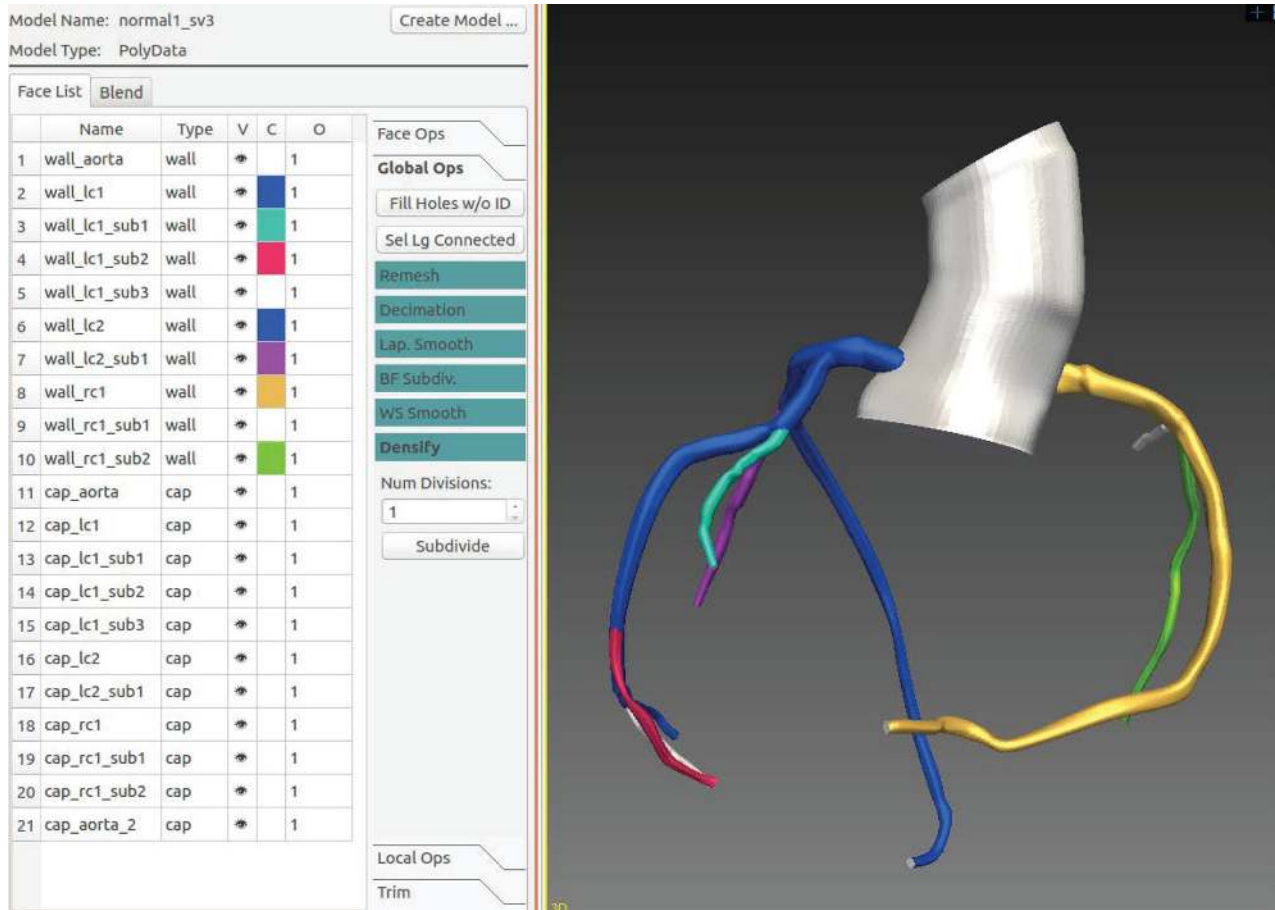 Model Name: normal1_sv3
Create Model ...
Model Type: PolyData
Face List Blend
Name Type V C O
1 wall_aorta wall 1
2 wall_lc1 wall 1
3 wall_lc1_sub1 wall 1
4 wall_lc1_sub2 wall 1
5 wall_lc1_sub3 wall 1
6 wall_lc2 wall 1
7 wall_lc2_sub1 wall 1
8 wall_rc1 wall 1
9 wall_rc1_sub1 wall 1
10 wall_rc1_sub2 wall 1
11 cap_aorta cap 1
12 cap_lc1 cap 1
13 cap_lc1_sub1 cap 1
14 cap_lc1_sub2 cap 1
15 cap_lc1_sub3 cap 1
16 cap_lc2 cap 1
17 cap_lc2_sub1 cap 1
18 cap_rc1 cap 1
19 cap_rc1_sub1 cap 1
20 cap_rc1_sub2 cap 1
21 cap_aorta_2 cap 1
Face Ops
Global Ops
Fill Holes w/o ID
Sel Lg Connected
Remesh
Decimation
Lap. Smooth
BF Subdiv.
WS Smooth
Densify
Num Divisions:
1
Subdivide
Local Ops
Trim
3D